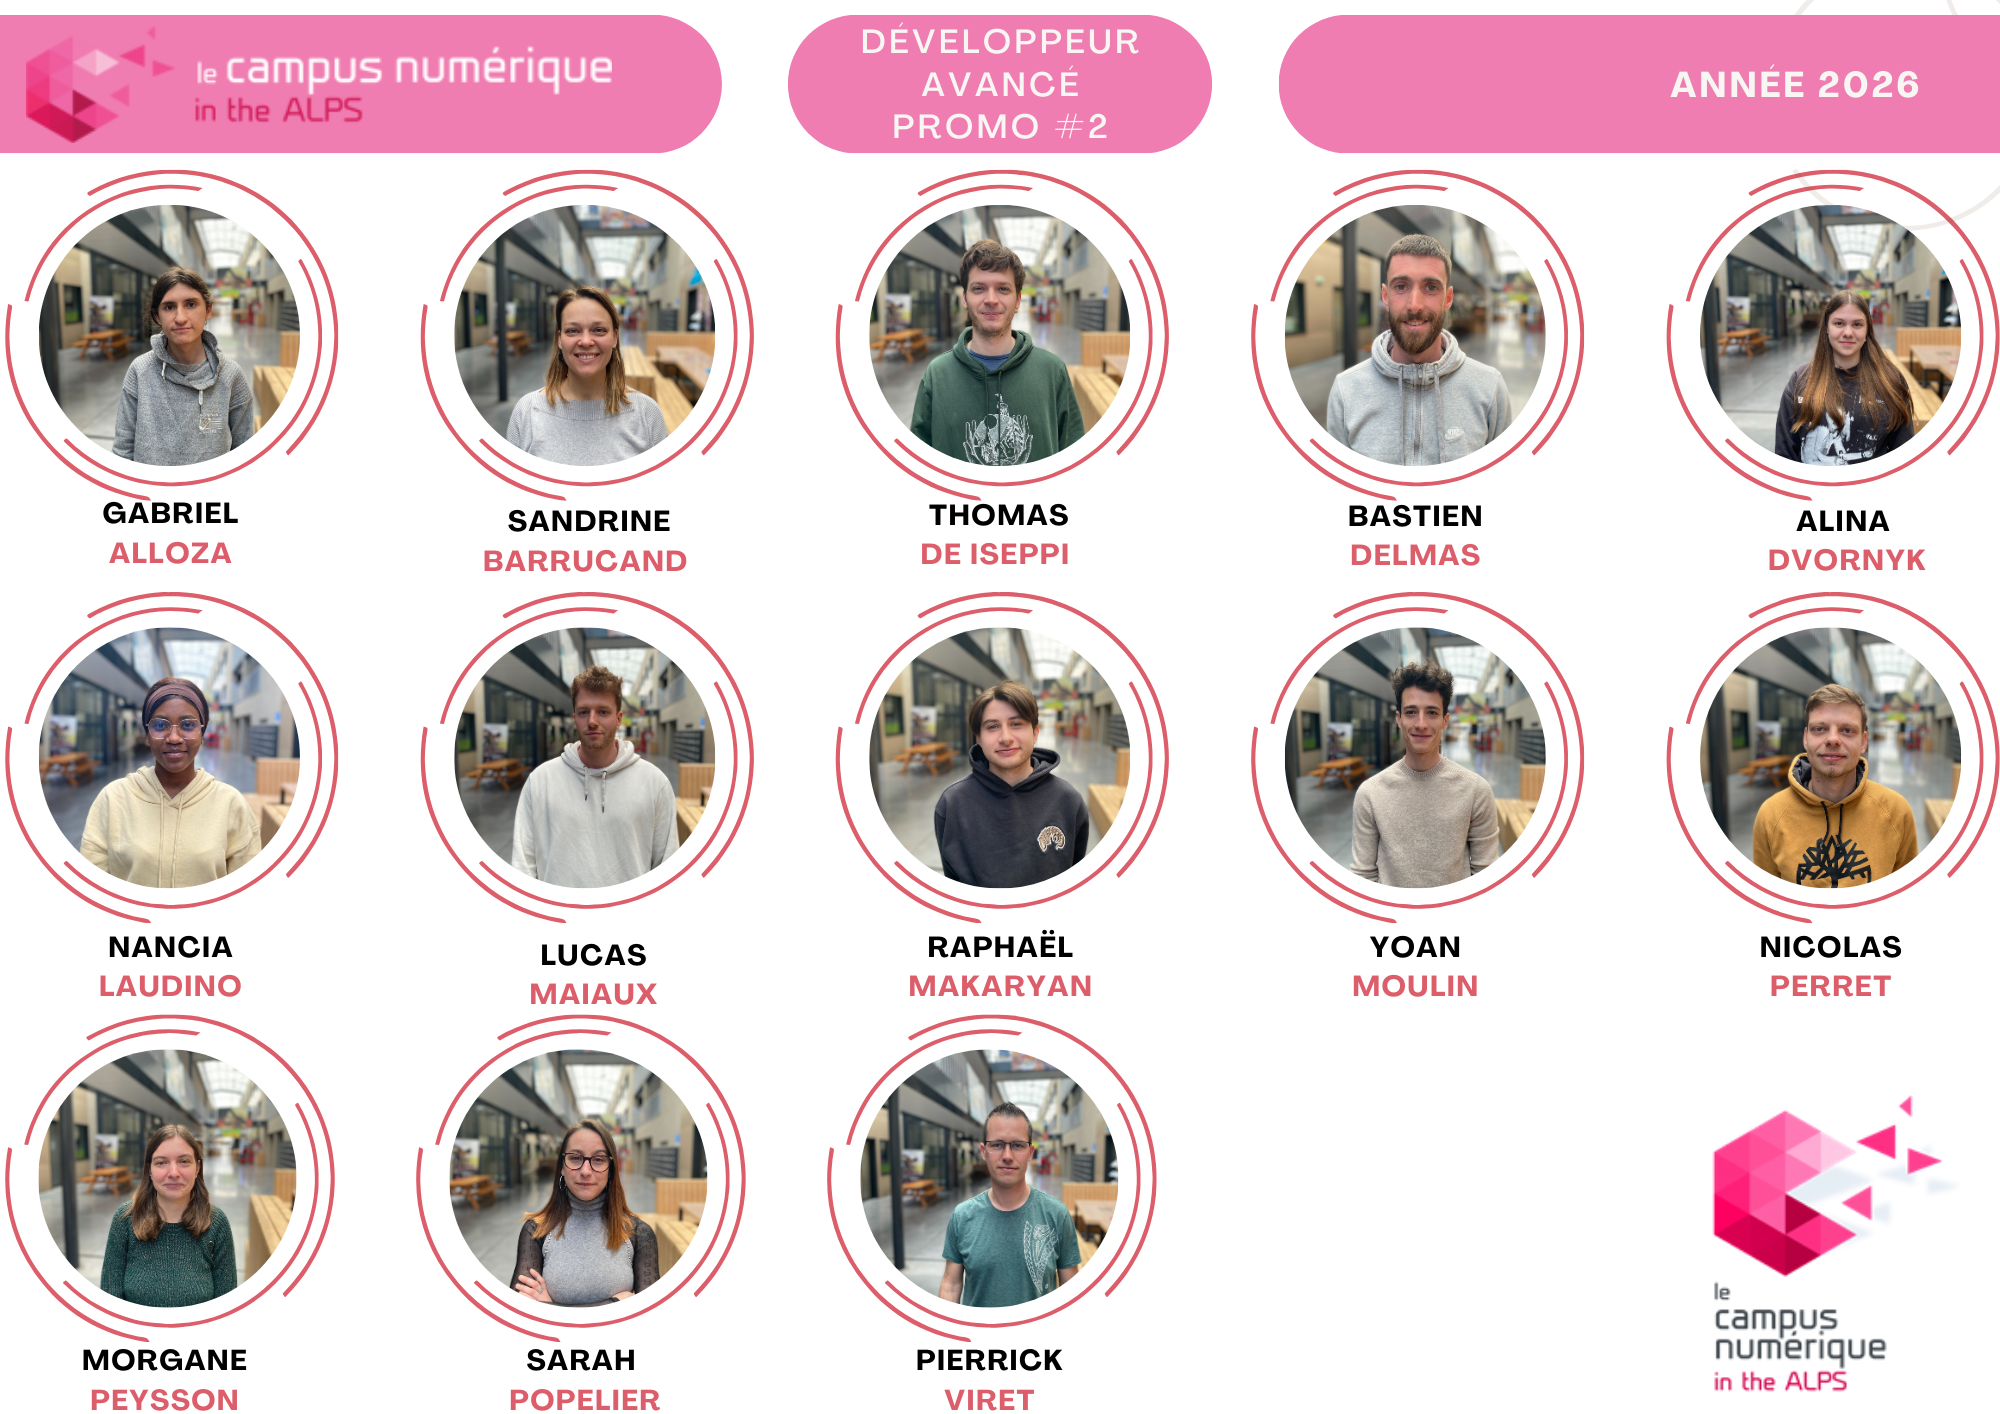 le campus numérique
in the ALPS
DÉVELOPPEUR
AVANCÉ
PROMO #2
ANNÉE 2026
GABRIEL
ALLOZA
SANDRINE
BARRUCAND
THOMAS
DE ISEPPI
BASTIEN
DELMAS
ALINA
DVORNYK
NANCIA
LAUDINO
LUCAS
MAIAUX
RAPHAËL
MAKARYAN
YOAN
MOULIN
NICOLAS
PERRET
MORGANE
PEYSSON
SARAH
POPELIER
PIERRICK
VIRET
le
campus
numérique
in the ALPS